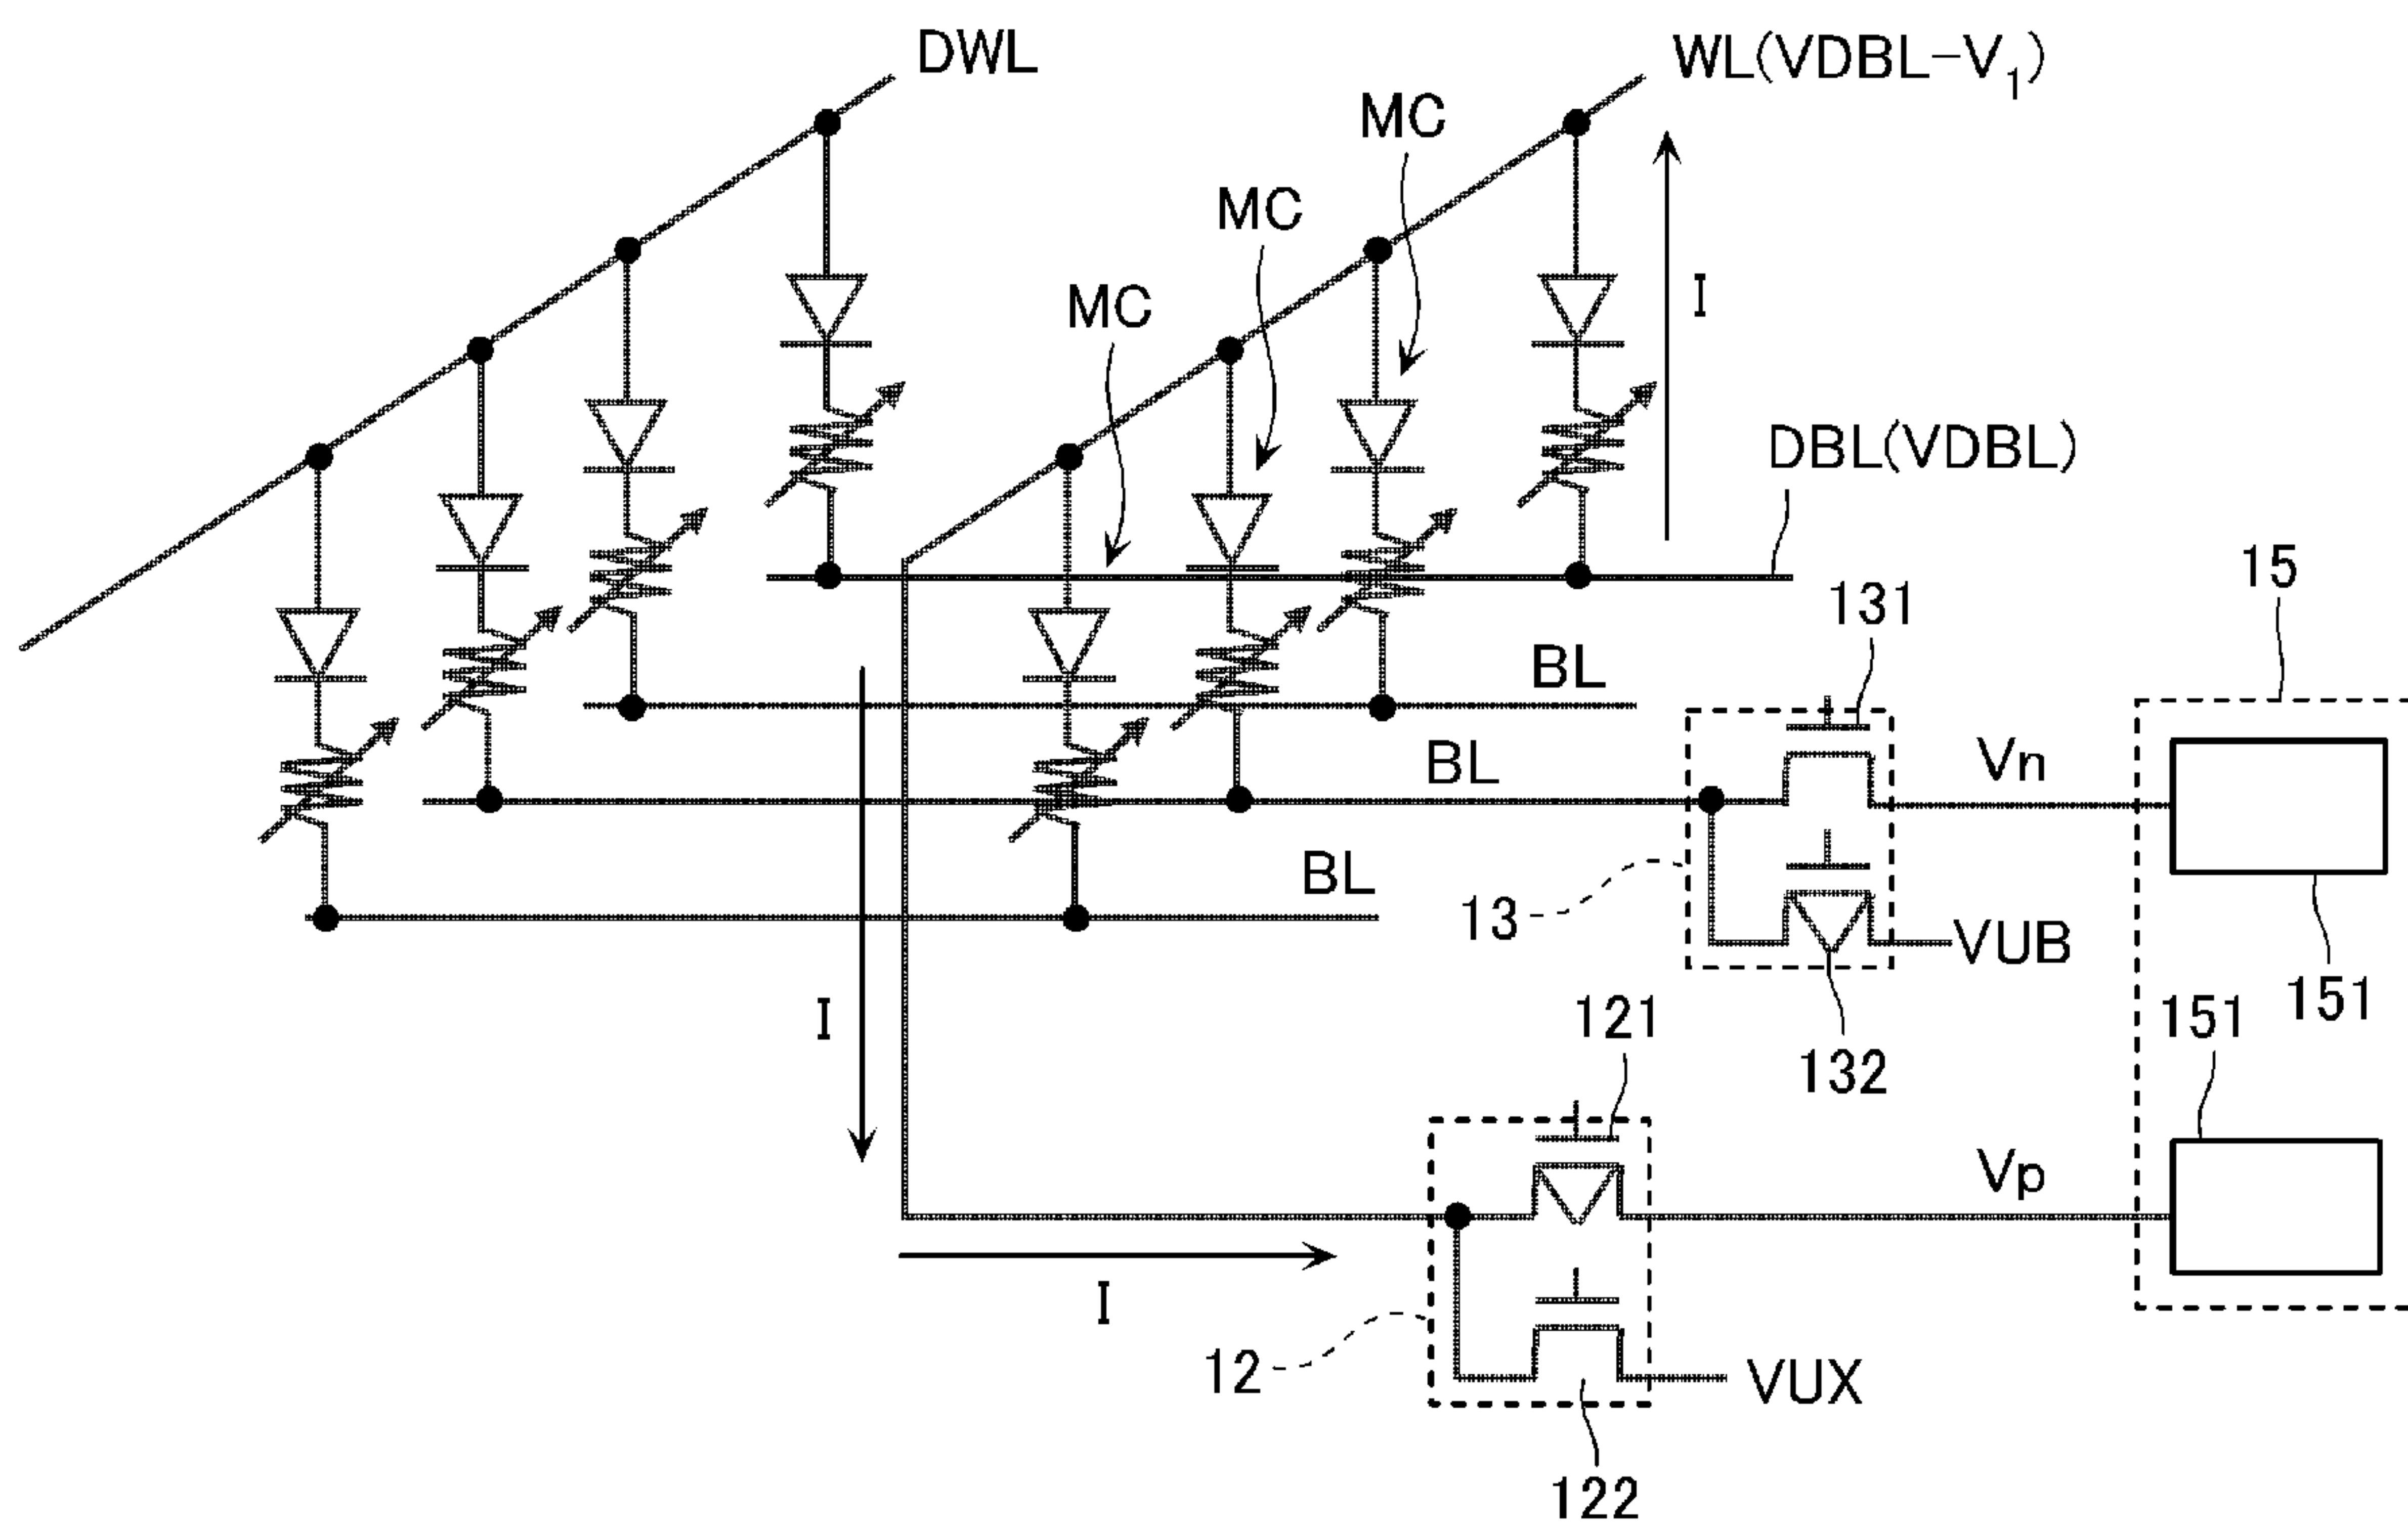 DWL
WL(VDBL-V1)
MC
MC
MC
I
DBL(VDBL)
15
131
BL
Vn
BL
BL
13
VUB
151
I
121
132
151
Vp
I
12
VUX
122